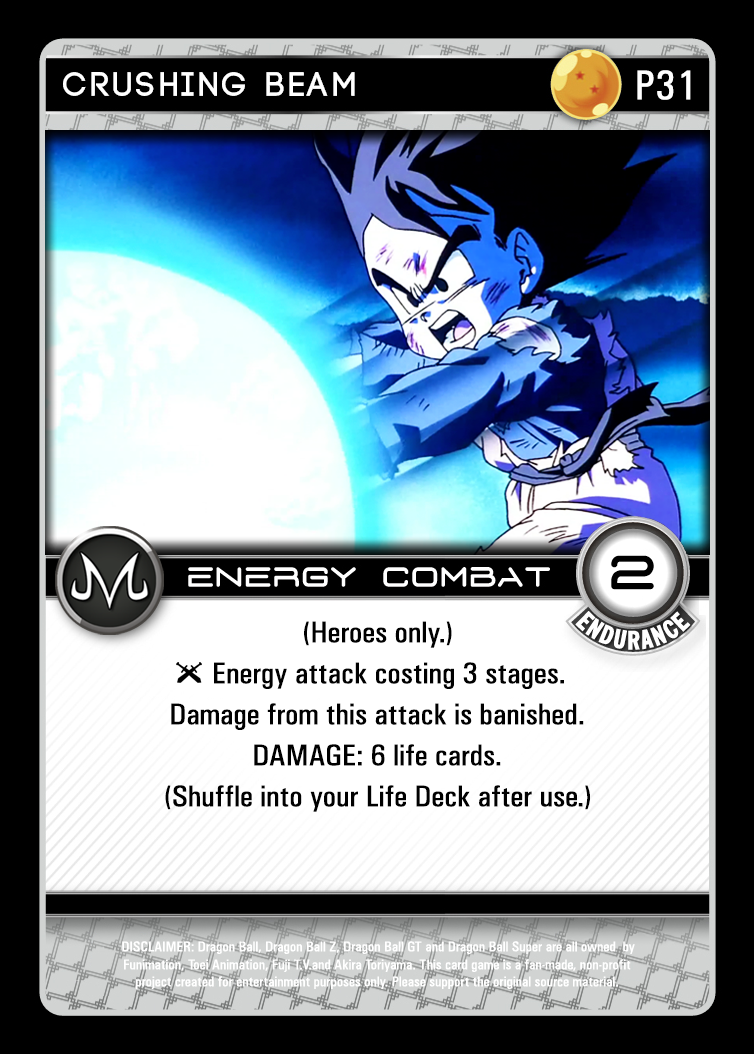 CRUSHING BEAM P31
ENERGY COMBAT 2
ENDURANCE
(Heroes only.)
Energy attack costing 3 stages.
Damage from this attack is banished.
DAMAGE: 6 life cards.
(Shuffle into your Life Deck after use.)
DISCLAIMER: Dragon Ball, Dragon Ball Z, Dragon Ball GT and Dragon Ball Super are all owned by
Funimation, Toei Animation, Fuji T.V.and Akira Toriyama. This card game is a fan-made, non-profit
project created for entertainment purposes only. Please support the original source material.